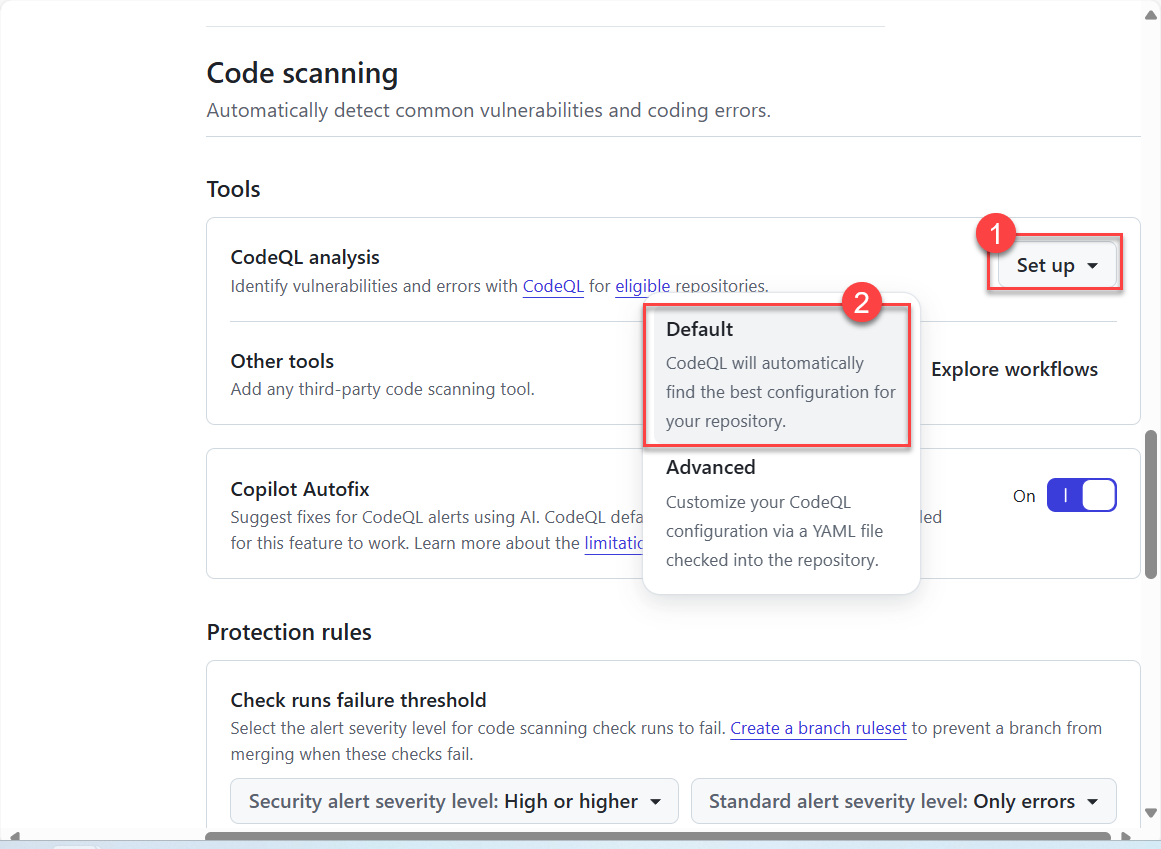 Code scanning
Automatically detect common vulnerabilities and coding errors.
Tools
CodeQL analysis
Identify vulnerabilities and errors with CodeQL for eligible repositories.
1
Set up
2
Default
CodeQL will automatically
find the best configuration for
your repository.
Other tools
Add any third-party code scanning tool.
Explore workflows
Advanced
Customize your CodeQL
configuration via a YAML file
checked into the repository.
Copilot Autofix
Suggest fixes for CodeQL alerts using AI. CodeQL
for this feature to work. Learn more about the
On
Protection rules
Check runs failure threshold
Select the alert severity level for code scanning check runs to fail. Create a branch ruleset to prevent a branch from
merging when these checks fail.
Security alert severity level: High or higher
Standard alert severity level: Only errors